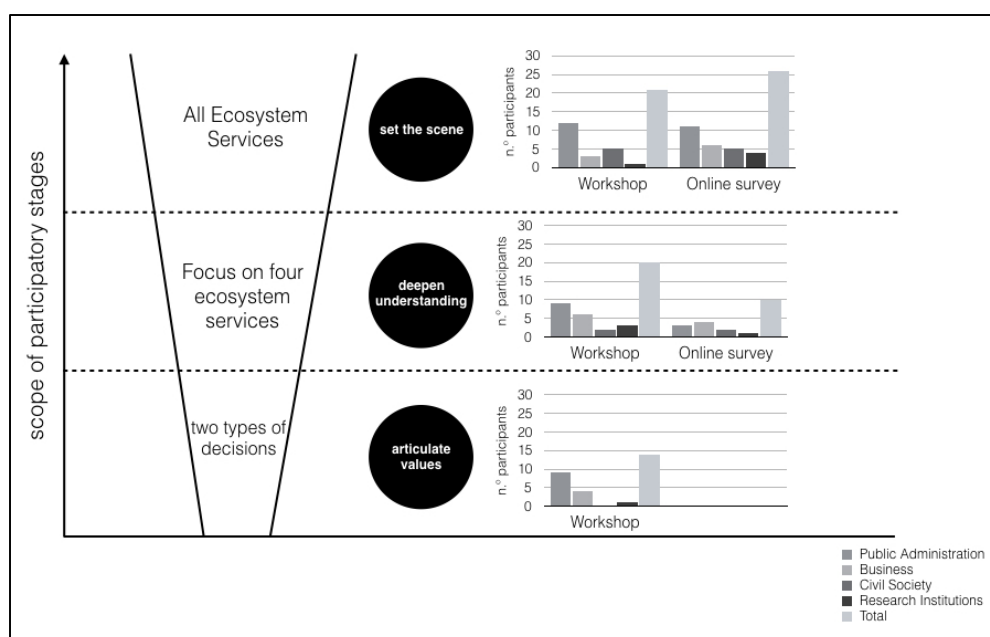 scope of participatory stages
All Ecosystem
Services
set the scene
n.º participants
30
25
20
15
10
5
0
Workshop
Online survey
Focus on four
ecosystem
services
deepen
understanding
n.º participants
30
25
20
15
10
5
0
Workshop
Online survey
two types of
decisions
articulate
values
n.º participants
30
25
20
15
10
5
0
Workshop
Public Administration
Business
Civil Society
Research Institutions
Total